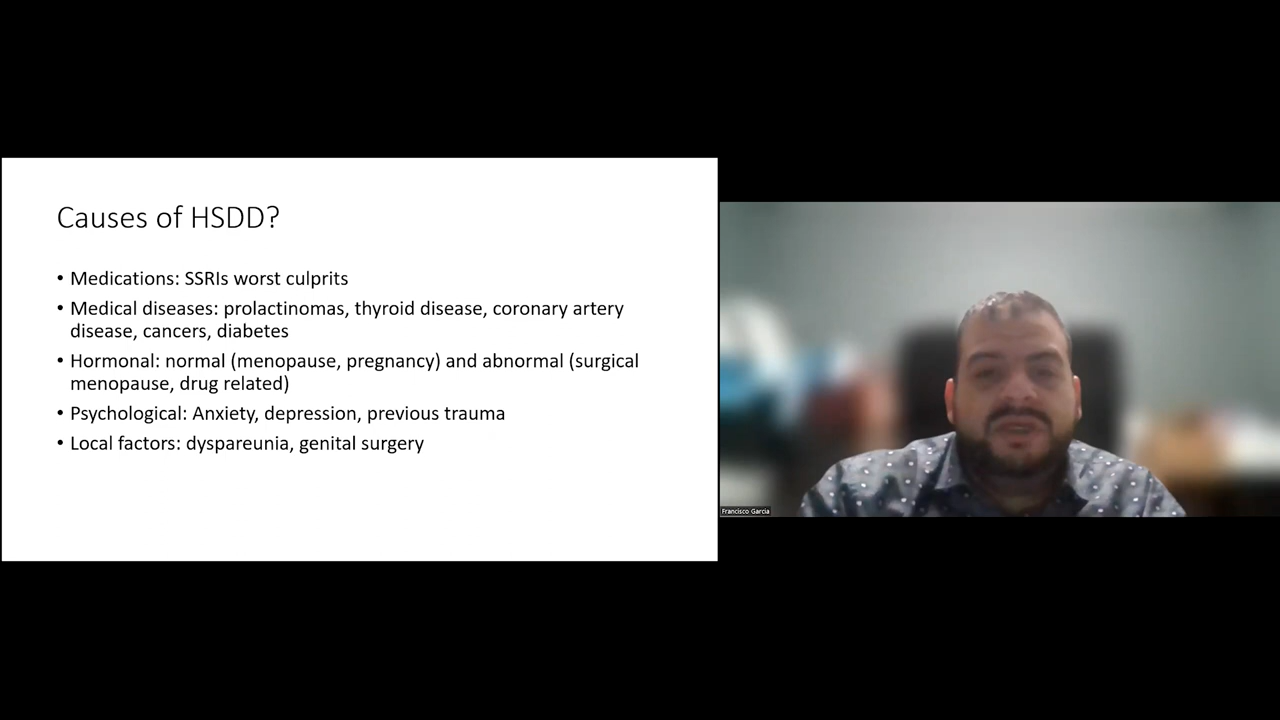 Causes of HSDD?
• Medications: SSRIs worst culprits
• Medical diseases: prolactinomas, thyroid disease, coronary artery
disease, cancers, diabetes
• Hormonal: normal (menopause, pregnancy) and abnormal (surgical
menopause, drug related)
• Psychological: Anxiety, depression, previous trauma
• Local factors: dyspareunia, genital surgery
Francisco Garcia